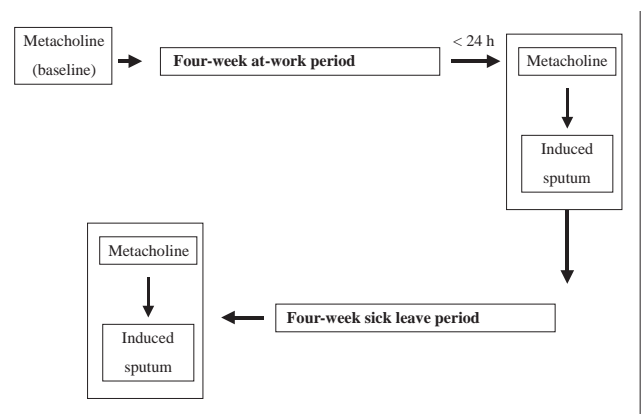 Metacholine
(baseline)
Four-week at-work period
< 24 h
Metacholine
Induced
sputum
Four-week sick leave period
Metacholine
Induced
sputum